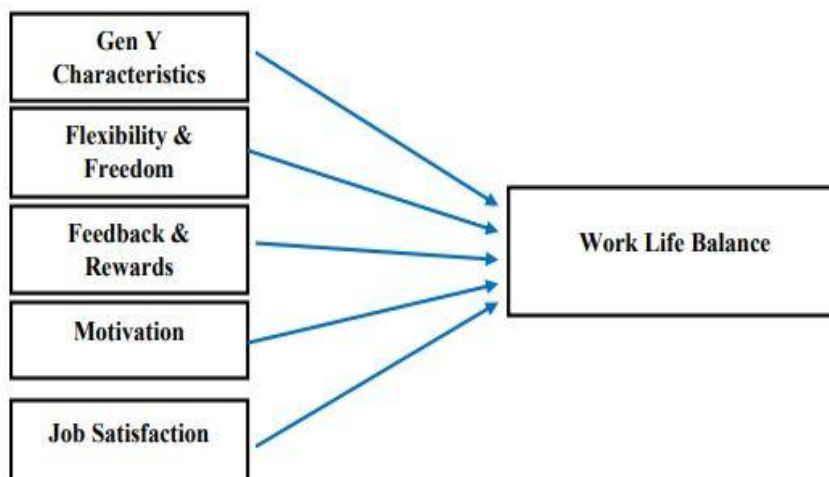 Gen Y
Characteristics
Flexibility &
Freedom
Feedback &
Rewards
Motivation
Job Satisfaction
Work Life Balance